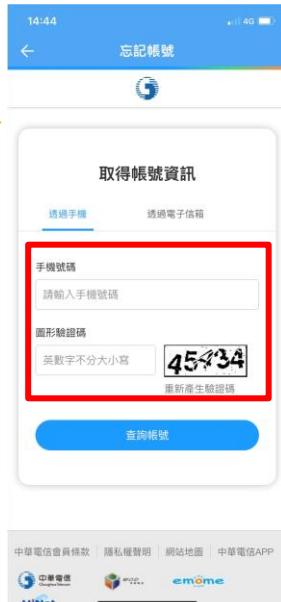 14:44
4G
忘記帳號
取得帳號資訊
透過手機 透過電子信箱
手機號碼
請輸入手機號碼
圖形驗證碼
英數字不分大小寫
重新產生驗證碼
查詢帳號
中華電信會員條款 隱私權聲明 網站地圖 中華電信APP
中華電信
Chunghwa Telecom
emome
HiNet